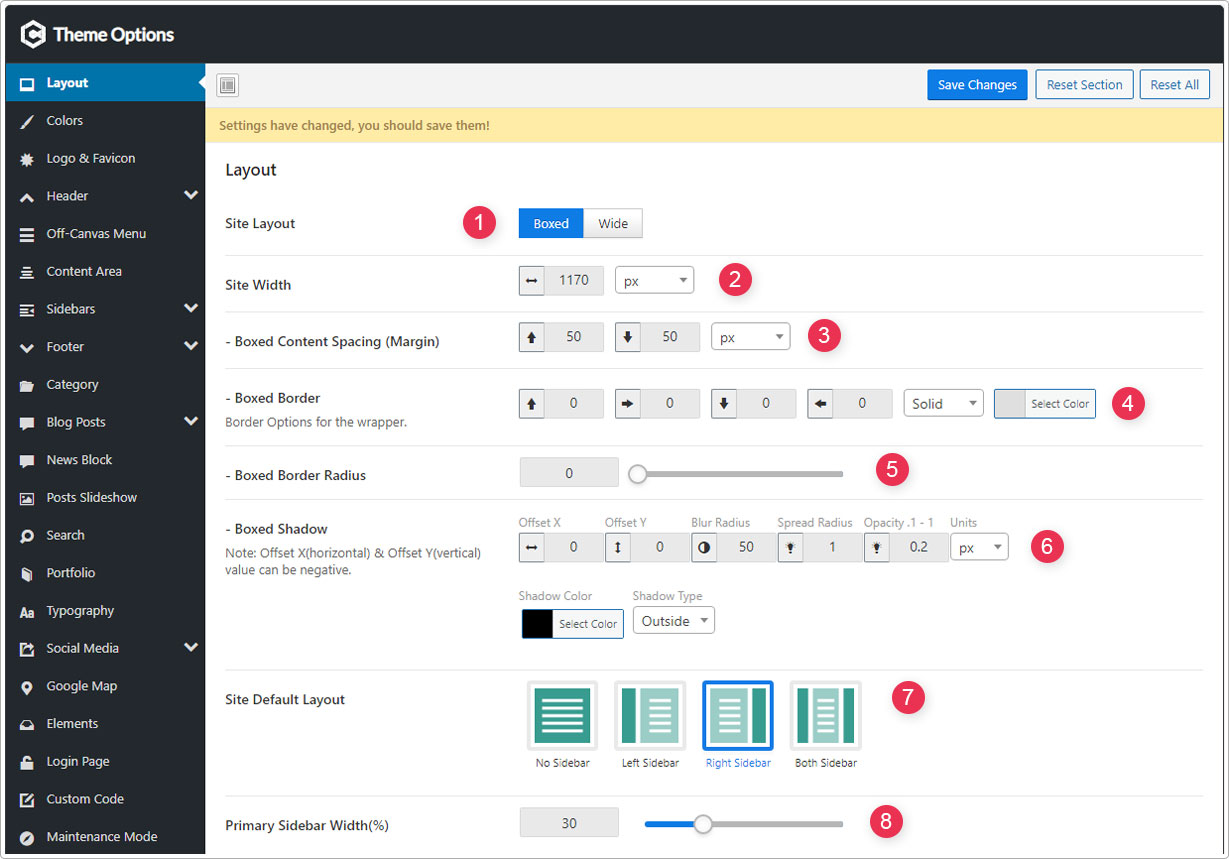 Theme Options
Layout
Colors
Logo & Favicon
Header
Off-Canvas Menu
Content Area
Sidebars
Footer
Category
Blog Posts
News Block
Posts Slideshow
Search
Portfolio
Aa Typography
Social Media
Google Map
Elements
Login Page
Custom Code
Maintenance Mode
Save Changes Reset Section Reset All
Settings have changed, you should save them!
Layout
Site Layout 1 Boxed Wide
Site Width 1170 px 2
- Boxed Content Spacing (Margin) 50 50 px 3
- Boxed Border 0 0 0 0 Solid Select Color 4
Border Options for the wrapper.
- Boxed Border Radius 0 5
Offset X Offset Y Blur Radius Spread Radius Opacity .1 - 1 Units
- Boxed Shadow 0 0 50 1 0.2 px 6
Note: Offset X(horizontal) & Offset Y(vertical)
value can be negative.
Shadow Color Shadow Type
Select Color Outside
Site Default Layout 7
No Sidebar Left Sidebar Right Sidebar Both Sidebar
Primary Sidebar Width(%) 30 8